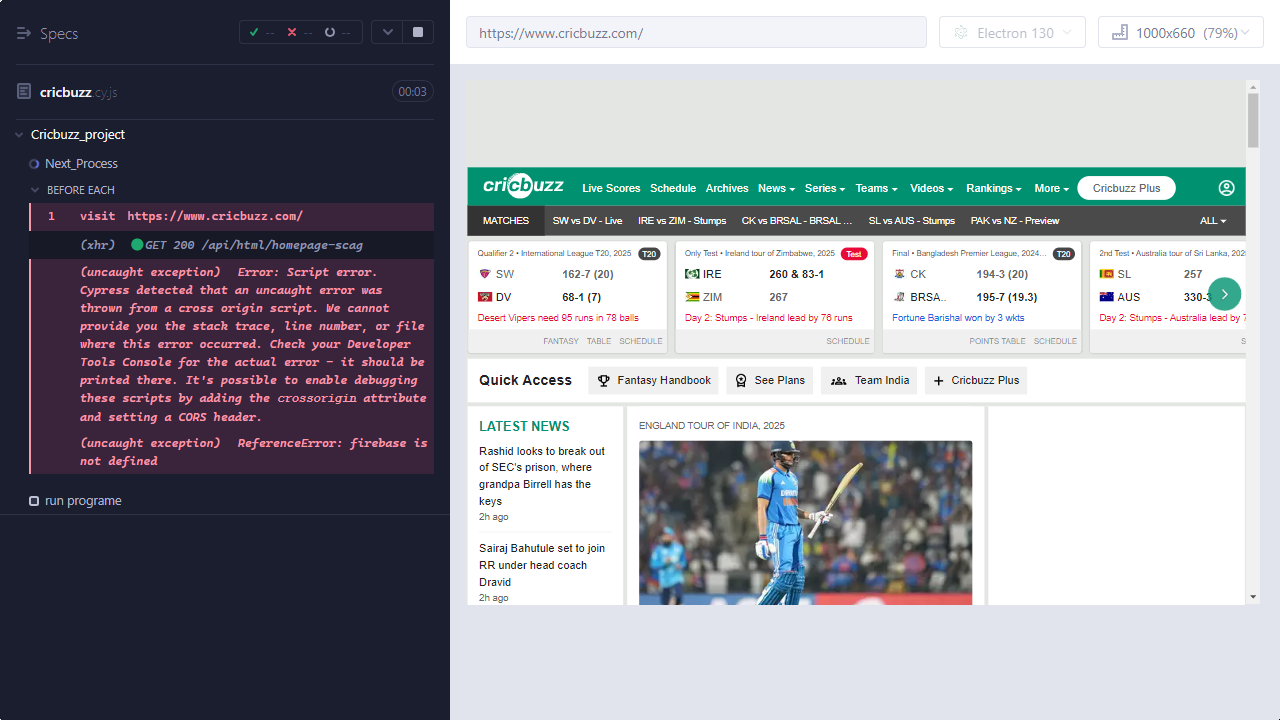 Specs
--
--
--
cricbuzz.cy.js
00:03
Cricbuzz_project
Next_Process
BEFORE EACH
1 visit https://www.cricbuzz.com/
(xhr) GET 200 /api/html/homepage-scag
(uncaught exception) Error: Script error.
Cypress detected that an uncaught error was
thrown from a cross origin script. We cannot
provide you the stack trace, line number, or file
where this error occurred. Check your Developer
Tools Console for the actual error - it should be
printed there. It's possible to enable debugging
these scripts by adding the crossorigin attribute
and setting a CORS header.
(uncaught exception) ReferenceError: firebase is
not defined
run programe
https://www.cricbuzz.com/
Electron 130
1000x660 (79%)
cricbuzz
Live Scores Schedule Archives News Series Teams Videos Rankings More Cricbuzz Plus
MATCHES SW vs DV - Live IRE vs ZIM - Stumps CK vs BRSAL - BRSAL ... SL vs AUS - Stumps PAK vs NZ - Preview ALL
Qualifier 2 • International League T20, 2025 T20
SW 162-7 (20)
DV 68-1 (7)
Desert Vipers need 95 runs in 78 balls
FANTASY TABLE SCHEDULE
Only Test • Ireland tour of Zimbabwe, 2025 Test
IRE 260 & 83-1
ZIM 267
Day 2: Stumps - Ireland lead by 76 runs
SCHEDULE
Final • Bangladesh Premier League, 2024... T20
CK 194-3 (20)
BRSA.. 195-7 (19.3)
Fortune Barishal won by 3 wkts
POINTS TABLE SCHEDULE
2nd Test • Australia tour of Sri Lanka, 202
SL 257
AUS 330-3
Day 2: Stumps - Australia lead by 7
S
Quick Access Fantasy Handbook See Plans Team India Cricbuzz Plus
LATEST NEWS
Rashid looks to break out
of SEC's prison, where
grandpa Birrell has the
keys
2h ago
Sairaj Bahutule set to join
RR under head coach
Dravid
2h ago
ENGLAND TOUR OF INDIA, 2025